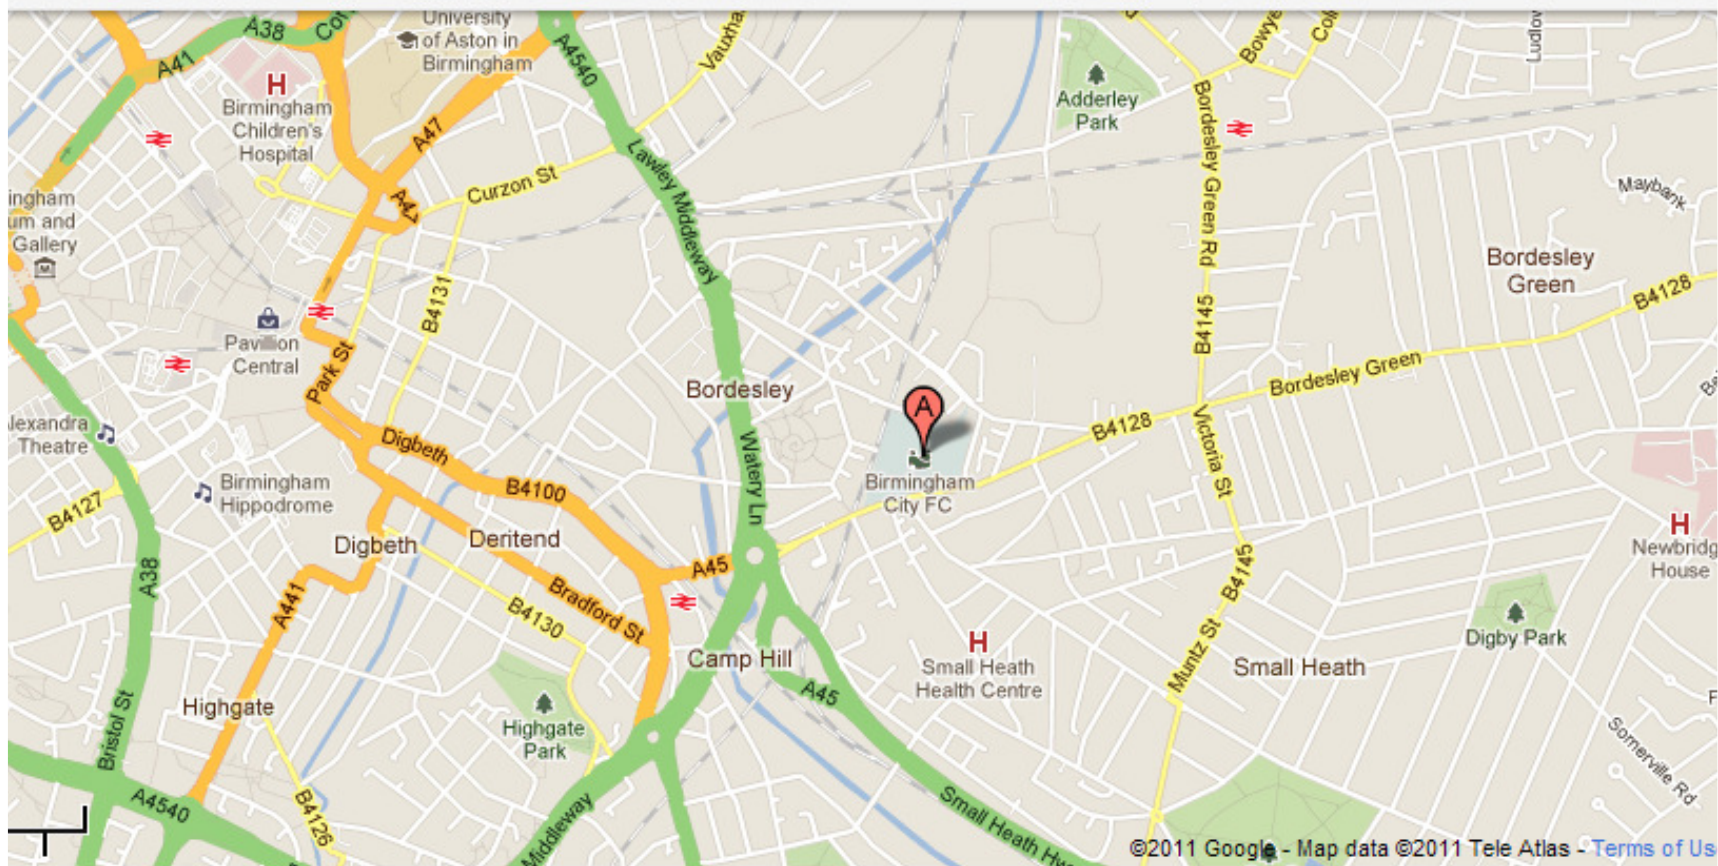 University
of Aston in
Birmingham
A38
Cor
A41
A4540
Vauxha
Bowye
Col
Ludlov
H
Birmingham
Children's
Hospital
A47
Adderley
Park
Bordesley Green Rd
Lawley Middleway
Curzon St
A47
Maybank
ingham
um and
Gallery
M
Bordesley
Green
B4128
B4131
B4145
Pavilion
Central
Park St
Bordesley
Bordesley Green
A
B4128
Victoria St
lexandra
Theatre
Digbeth
B4100
Watery Ln
Birmingham
City FC
Birmingham
Hippodrome
B4127
Digbeth
Deritend
H
Newbridg
House
A38
A45
B4145
A441
B4130
Bradford St
Digby Park
H
Small Heath
Health Centre
Camp Hill
Muntz St
Small Heath
A45
Highgate
Bristol St
Highgate
Park
Somerville Rd
A4540
B4126
Middleway
Small Heath Hwy
©2011 Google - Map data ©2011 Tele Atlas - Terms of Us